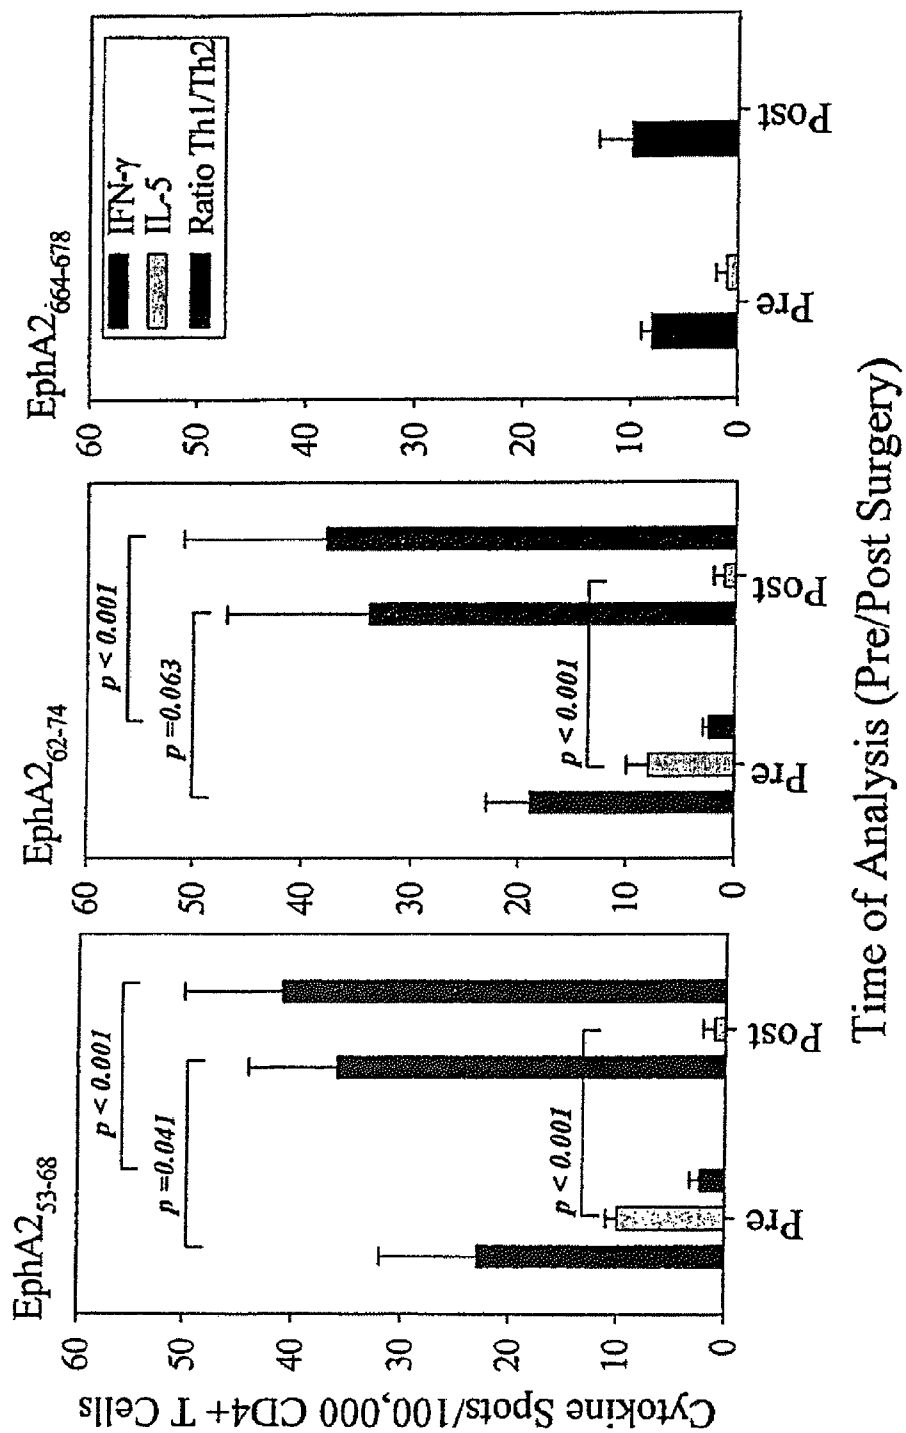 EphA253-68
EphA262-74
EphA2664-678
IFN-γ
IL-5
Ratio Th1/Th2
Cytokine Spots/100,000 CD4+ T Cells
60
50
40
30
20
10
0
p < 0.001
p =0.041
p < 0.001
Pre
Post
60
50
40
30
20
10
0
p < 0.001
p =0.063
p < 0.001
Pre
Post
60
50
40
30
20
10
0
Pre
Post
Time of Analysis (Pre/Post Surgery)